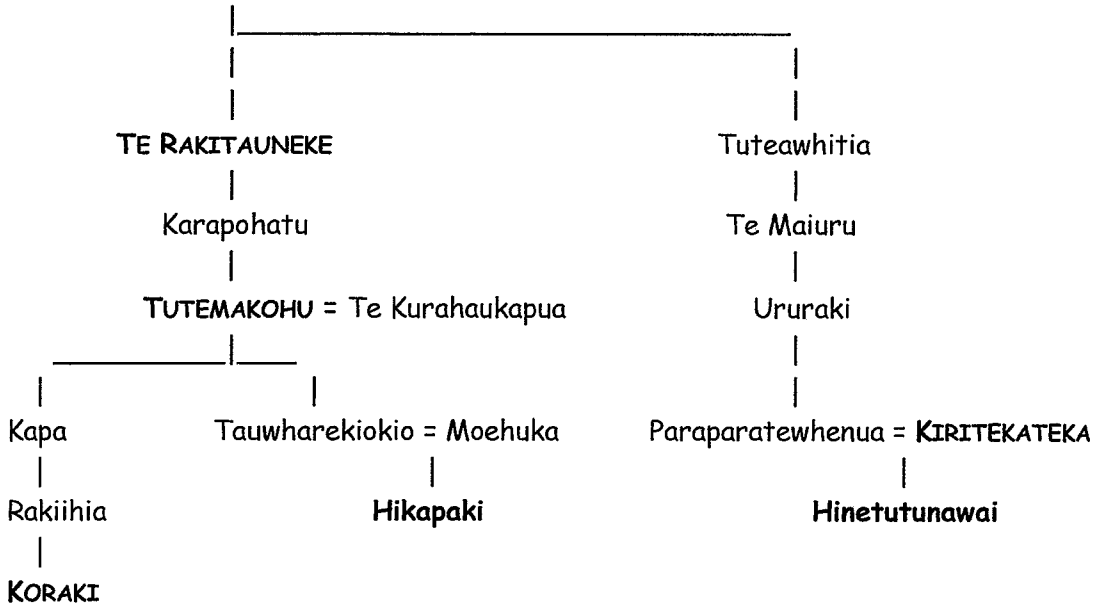 TE RAKITAUNEKE Tuteawhitia
Karapohatu Te Maiuru
TUTEMAKOHU = Te Kurahaukapua Ururaki
Kapa Tauwharekiokio = Moehuka Paraparatewhenua = KIRITEKATEKA
Rakiihia Hikapaki Hinetutunawai
KORAKI